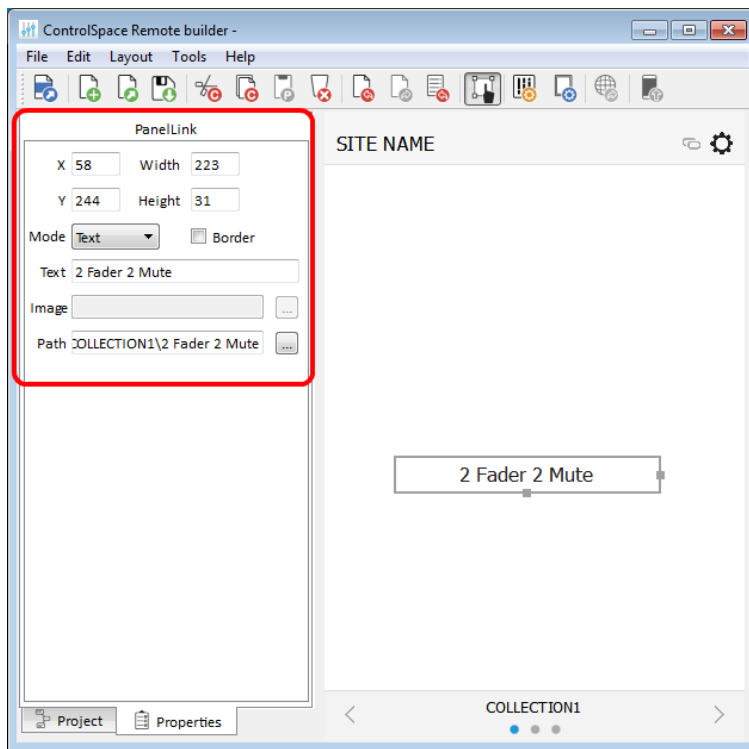 ControlSpace Remote builder -
File Edit Layout Tools Help
PanelLink
X 58 Width 223
Y 244 Height 31
Mode Text Border
Text 2 Fader 2 Mute
Image ...
Path COLLECTION1\2 Fader 2 Mute ...
Project Properties
SITE NAME
2 Fader 2 Mute
COLLECTION1